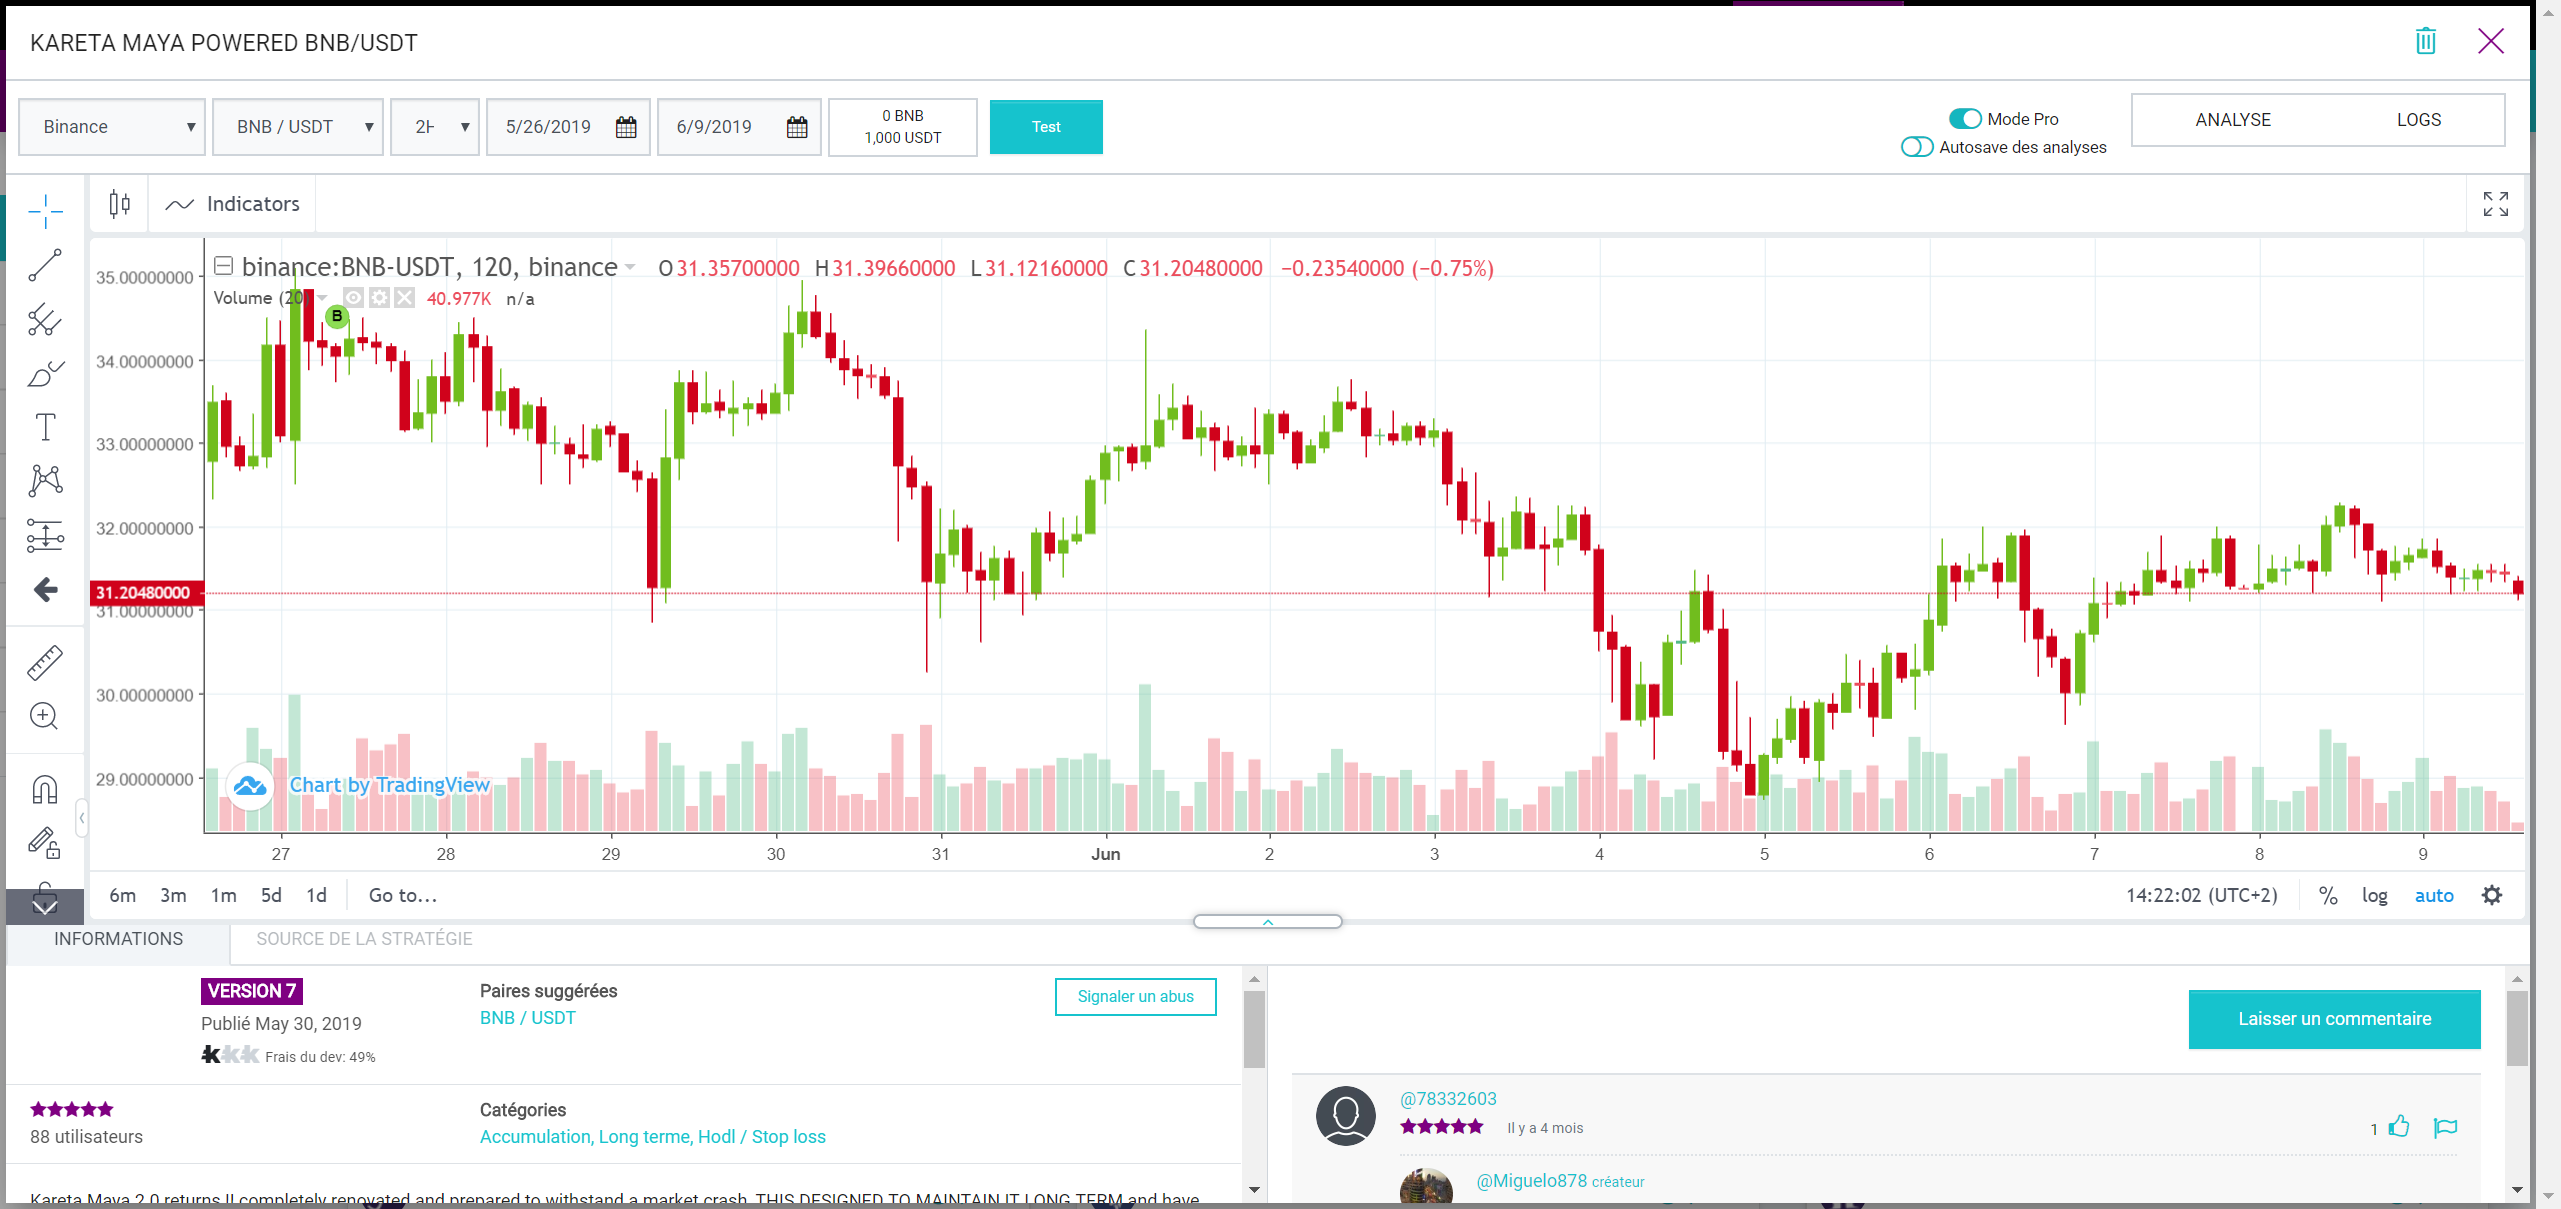 KARETA MAYA POWERED BNB/USDT
Binance
BNB / USDT
5/26/2019
6/9/2019
0 BNB
1,000 USDT
Test
Mode Pro
Autosave des analyses
ANALYSE
LOGS
Indicators
binance:BNB-USDT, 120, binance O31.35700000 H31.39660000 L31.12160000 C31.20480000 −0.23540000 (−0.75%)
Volume (20) 40.977K n/a
B
35.00000000
34.00000000
33.00000000
32.00000000
31.20480000
31.00000000
30.00000000
29.00000000
Chart by TradingView
27 28 29 30 31 Jun 2 3 4 5 6 7 8 9
6m 3m 1m 5d 1d Go to...
14:22:02 (UTC+2) % log auto
INFORMATIONS
SOURCE DE LA STRATÉGIE
VERSION 7
Publié May 30, 2019
Frais du dev: 49%
Paires suggérées
BNB / USDT
Signaler un abus
88 utilisateurs
Catégories
Accumulation, Long terme, Hodl / Stop loss
Kareta Maya 2.0 returns !! completely renovated and prepared to withstand a market crash. THIS DESIGNED TO MAINTAIN IT LONG TERM and have
Laisser un commentaire
@78332603
Il y a 4 mois
1
@Miguelo878 créateur